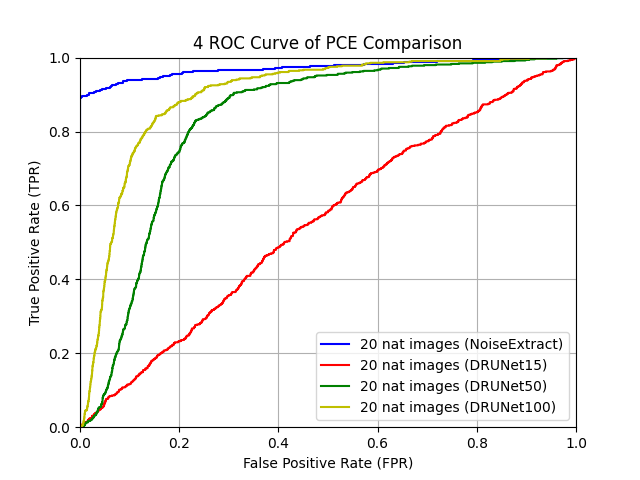 4 ROC Curve of PCE Comparison
1.0
0.8
0.6
0.4
0.2
0.0
True Positive Rate (TPR)
20 nat images (NoiseExtract)
20 nat images (DRUNet15)
20 nat images (DRUNet50)
20 nat images (DRUNet100)
0.0 0.2 0.4 0.6 0.8 1.0
False Positive Rate (FPR)